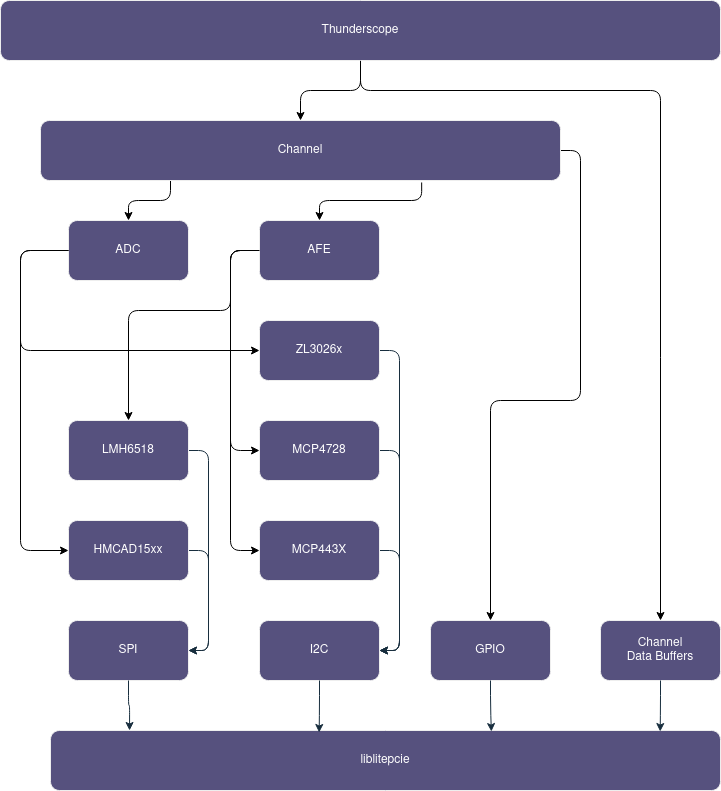 Thunderscope
Channel
ADC
AFE
ZL3026x
LMH6518
MCP4728
HMCAD15xx
MCP443X
SPI
I2C
GPIO
Channel
Data Buffers
liblitepcie